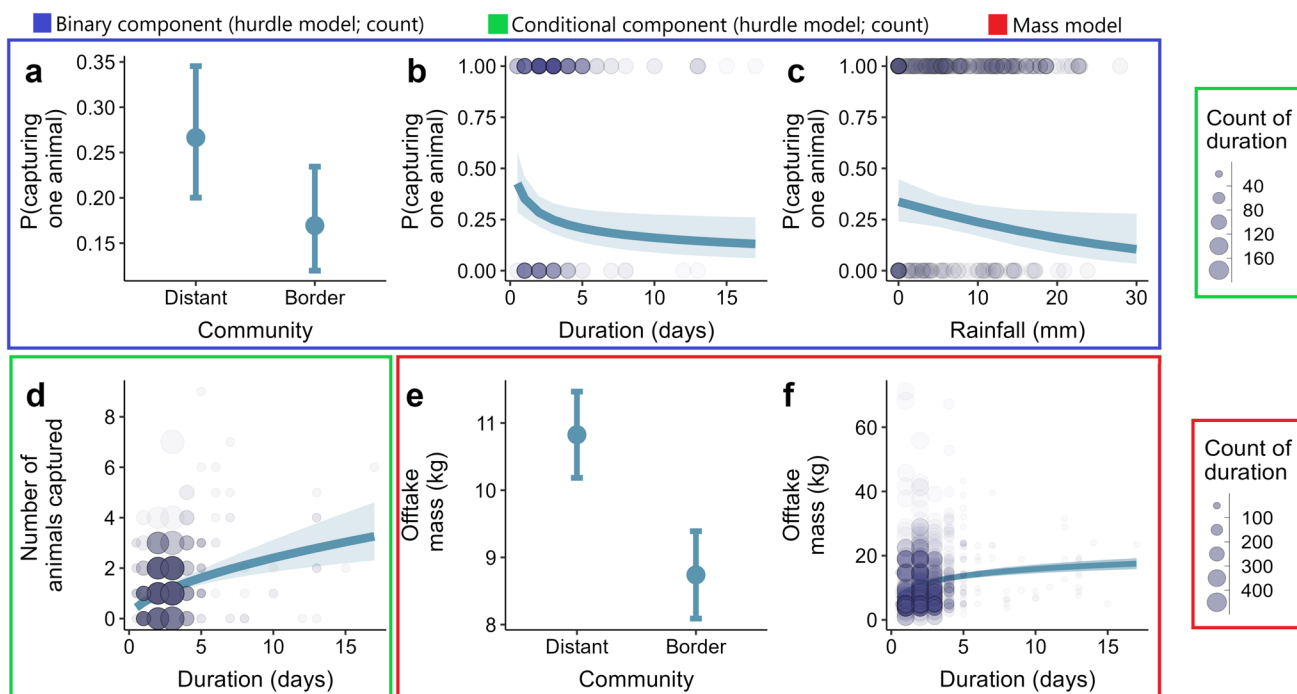 Binary component (hurdle model; count)
Conditional component (hurdle model; count)
Mass model
a
P(capturing
one animal)
0.35
0.30
0.25
0.20
0.15
Distant
Border
Community
b
P(capturing
one animal)
1.00
0.75
0.50
0.25
0.00
0
5
10
15
Duration (days)
c
P(capturing
one animal)
1.00
0.75
0.50
0.25
0.00
0
10
20
30
Rainfall (mm)
Count of
duration
40
80
120
160
d
Number of
animals captured
8
6
4
2
0
0
5
10
15
Duration (days)
e
Offtake
mass (kg)
11
10
9
8
Distant
Border
Community
f
Offtake
mass (kg)
60
40
20
0
0
5
10
15
Duration (days)
Count of
duration
100
200
300
400